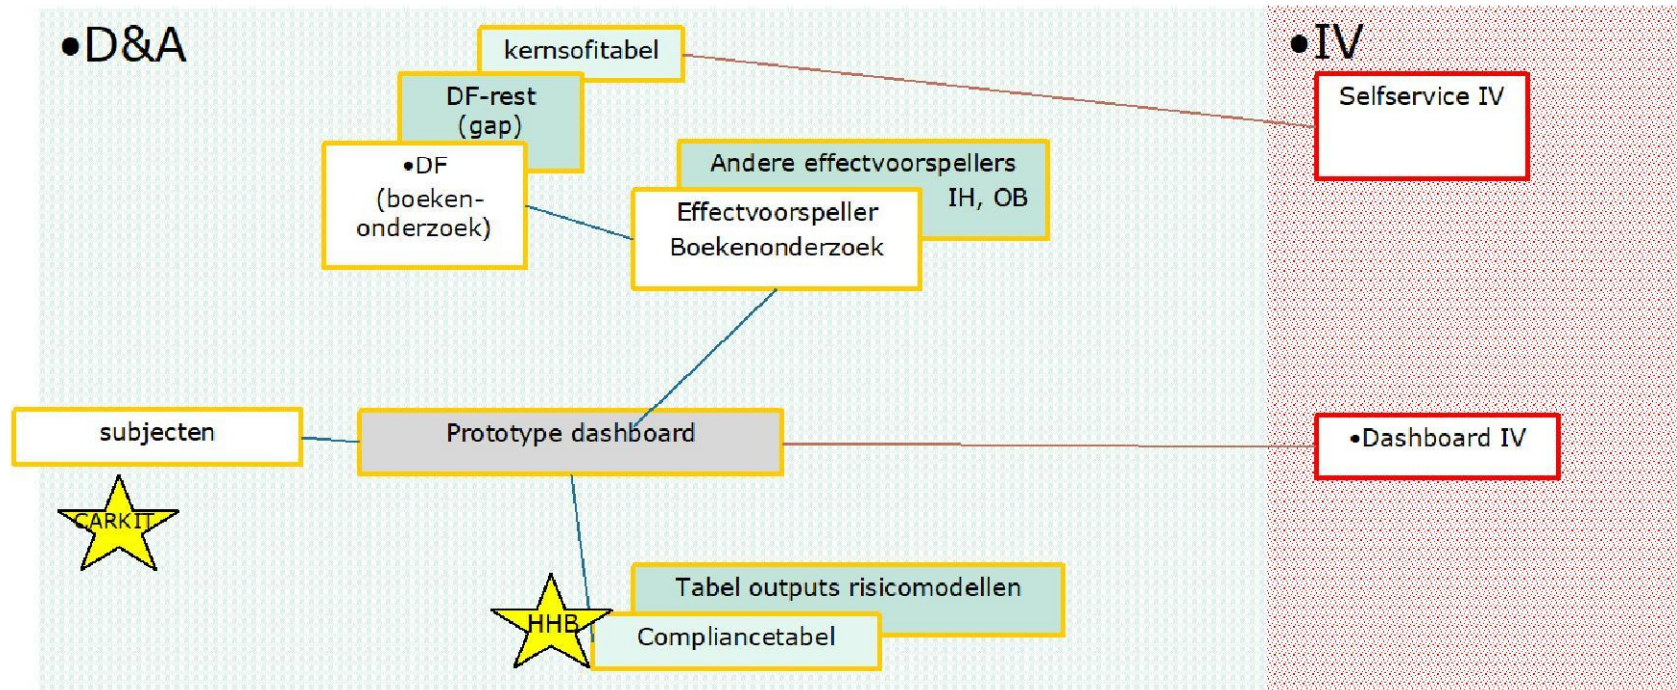 •D&A
•IV
kernsofitabel
Selfservice IV
DF-rest
(gap)
•DF
(boeken-
onderzoek)
Andere effectvoorspellers
IH, OB
Effectvoorspeller
Boekenonderzoek
subjecten
Prototype dashboard
•Dashboard IV
CARKIT
Tabel outputs risicomodellen
HHB
Compliancetabel